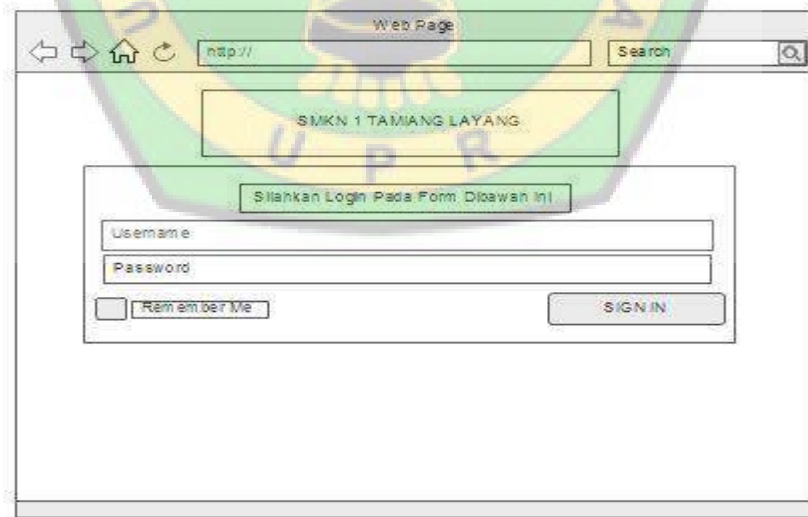 Web Page
http://
Search
SMKN 1 TAMIANG LAYANG
U P R A
U
Silahkan Login Pada Form Dibawah Ini
Username
Password
Remember Me
SIGN IN